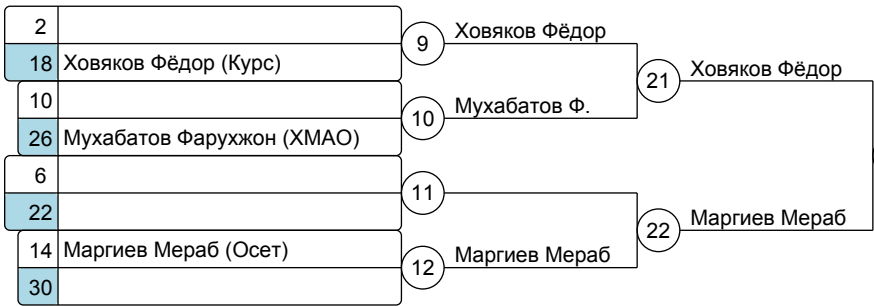 2
18 Ховяков Фёдор (Курс)
10
26 Мухабатов Фарухжон (ХМАО)
6
22
14 Маргиев Мераб (Осет)
30
9 Ховяков Фёдор
10 Мухабатов Ф.
11
12 Маргиев Мераб
21 Ховяков Фёдор
22 Маргиев Мераб